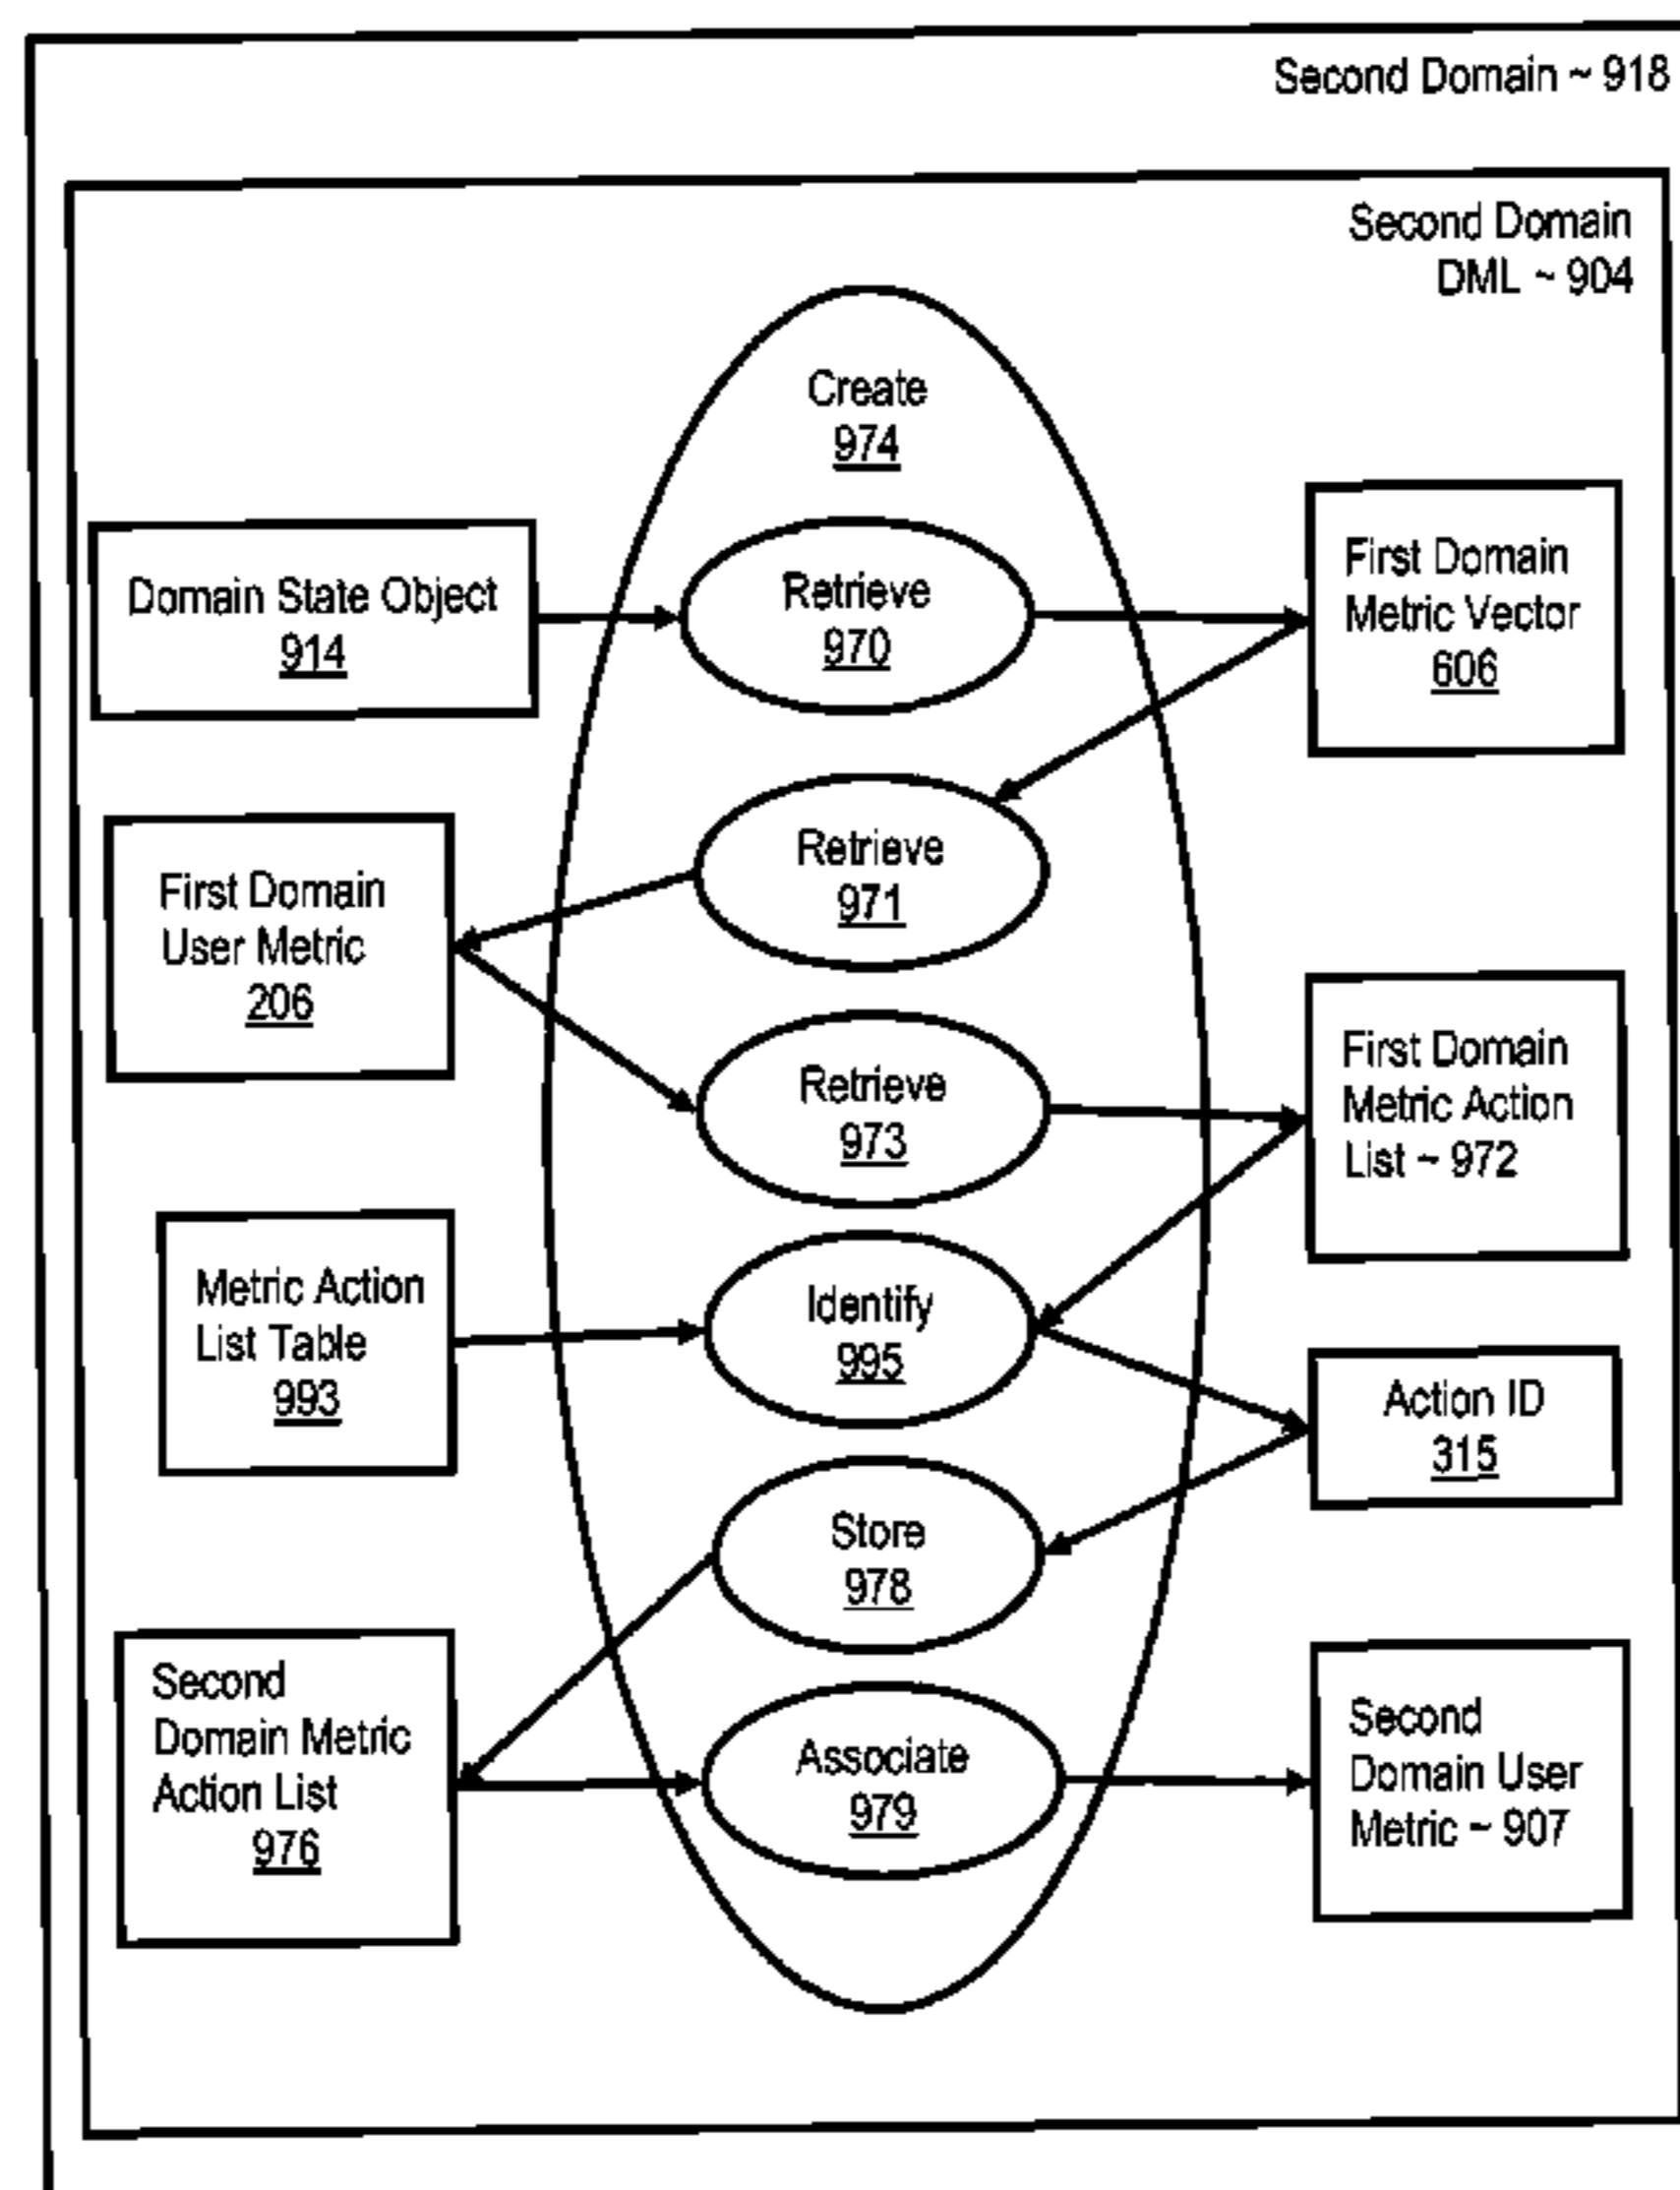 Second Domain ~ 918
Second Domain
DML ~ 904
Create
974
Domain State Object
914
Retrieve
970
First Domain
Metric Vector
606
Retrieve
971
First Domain
User Metric
206
Retrieve
973
First Domain
Metric Action
List ~ 972
Metric Action
List Table
993
Identify
995
Action ID
315
Store
978
Second
Domain Metric
Action List
976
Associate
979
Second
Domain User
Metric ~ 907